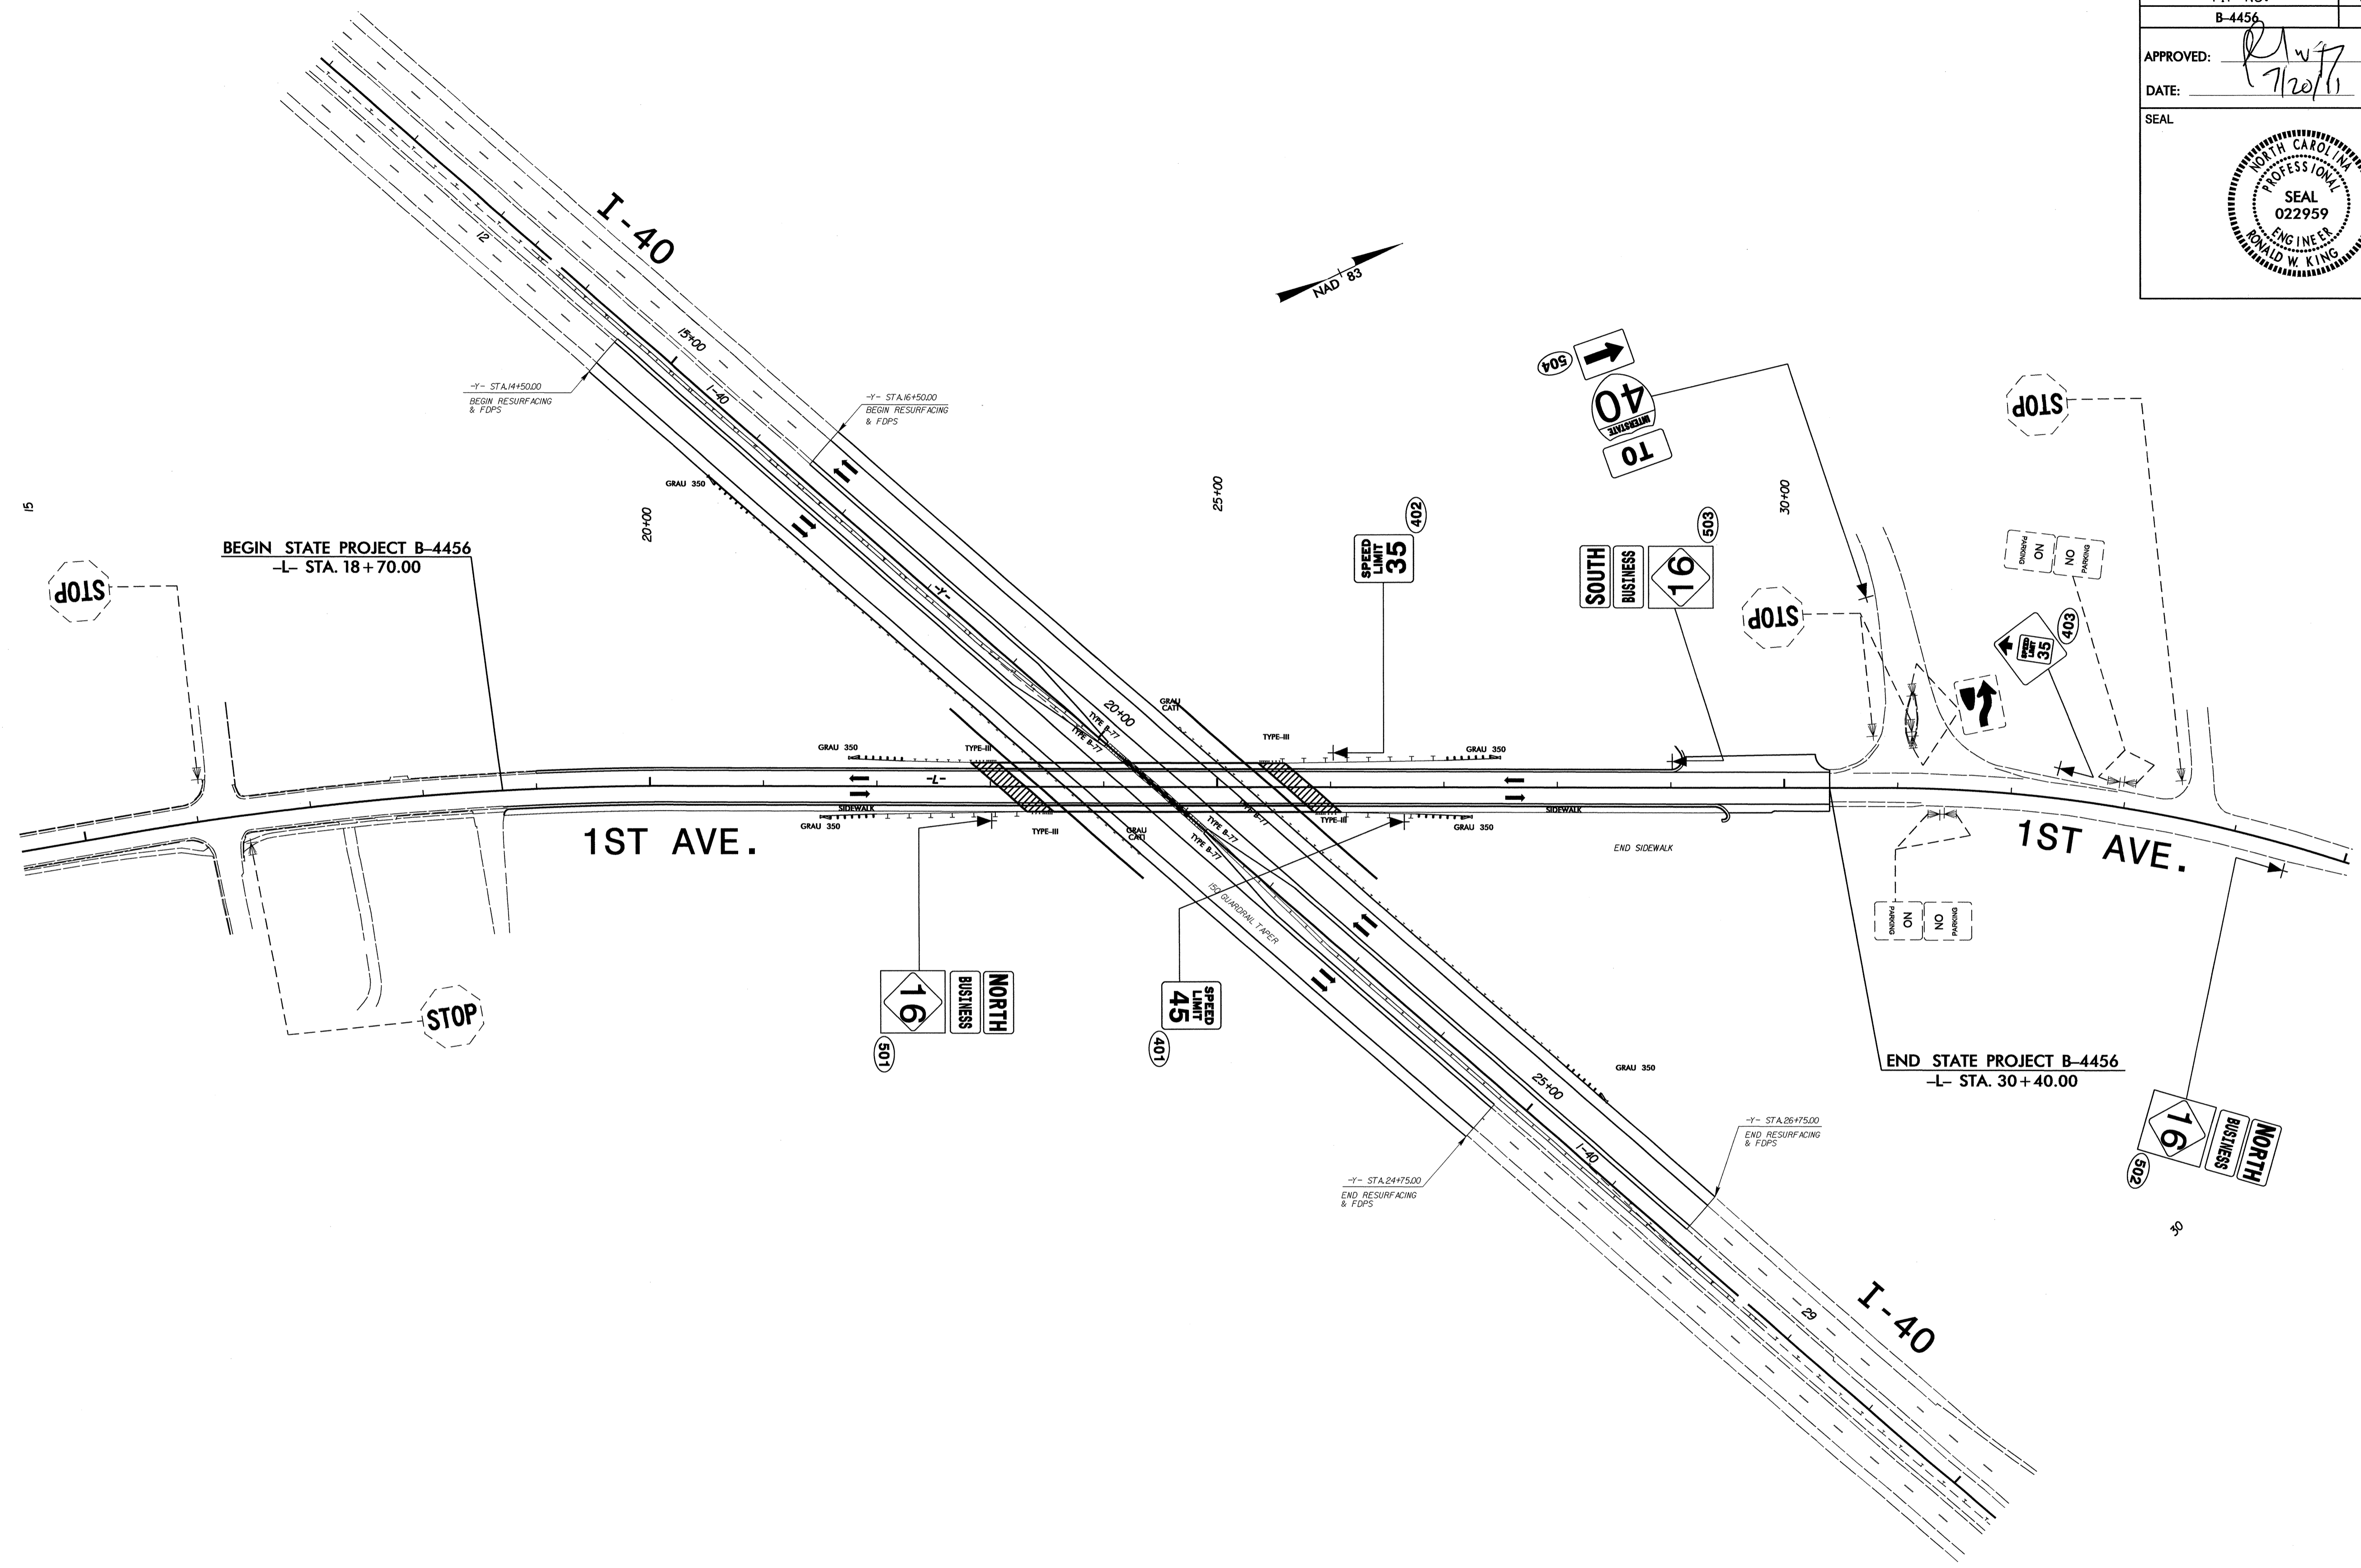 B-4456
APPROVED:
DATE: 7/20/11
SEAL
NORTH CAROLINA
PROFESSIONAL
SEAL
022959
ENGINEER
RONALD W. KING
I-40
12
NAD 83
15+00
I-40
-Y- STA.14+50.00
BEGIN RESURFACING
& FDPS
-Y- STA.16+50.00
BEGIN RESURFACING
& FDPS
504
INTERSTATE
40
TO
STOP
GRAU 350
15
20+00
25+00
30+00
402
SPEED
LIMIT
35
503
SOUTH
BUSINESS
16
BEGIN STATE PROJECT B-4456
-L- STA. 18+70.00
STOP
STOP
NO
PARKING
NO
PARKING
403
SPEED
LIMIT
35
-Y-
20+00
GRAU
CAT1
TYPE B-77
TYPE B-77
GRAU 350
TYPE-III
TYPE-III
GRAU 350
-L-
SIDEWALK
GRAU 350
TYPE-III
GRAU
CAT1
TYPE B-77
TYPE B-77
TYPE B-77
TYPE-III
GRAU 350
SIDEWALK
END SIDEWALK
1ST AVE.
1ST AVE.
150' GUARDRAIL TAPER
NO
PARKING
NO
PARKING
STOP
16
BUSINESS
NORTH
501
SPEED
LIMIT
45
401
GRAU 350
25+00
END STATE PROJECT B-4456
-L- STA. 30+40.00
-Y- STA.26+75.00
END RESURFACING
& FDPS
I-40
-Y- STA.24+75.00
END RESURFACING
& FDPS
16
BUSINESS
NORTH
502
30
29
I-40